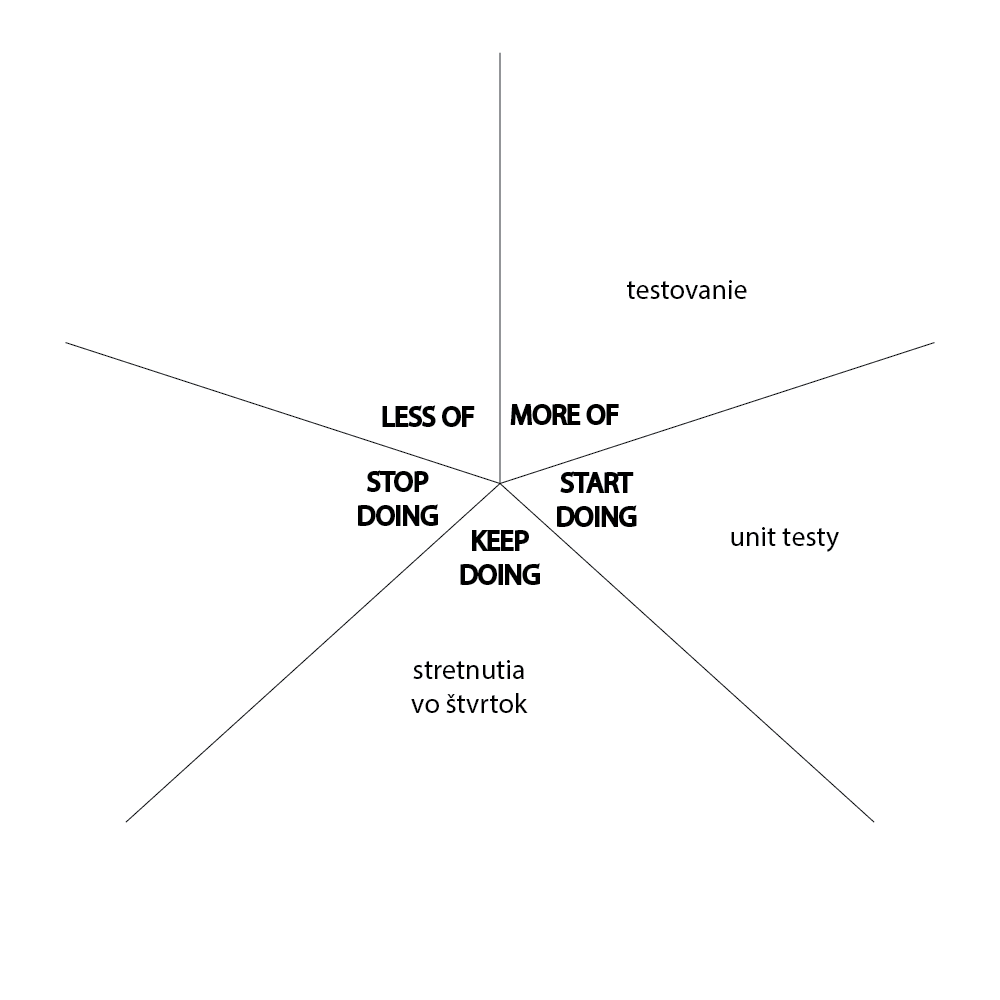 testovanie
LESS OF
MORE OF
STOP
DOING
START
DOING
KEEP
DOING
unit testy
stretnutia
vo štvrtok